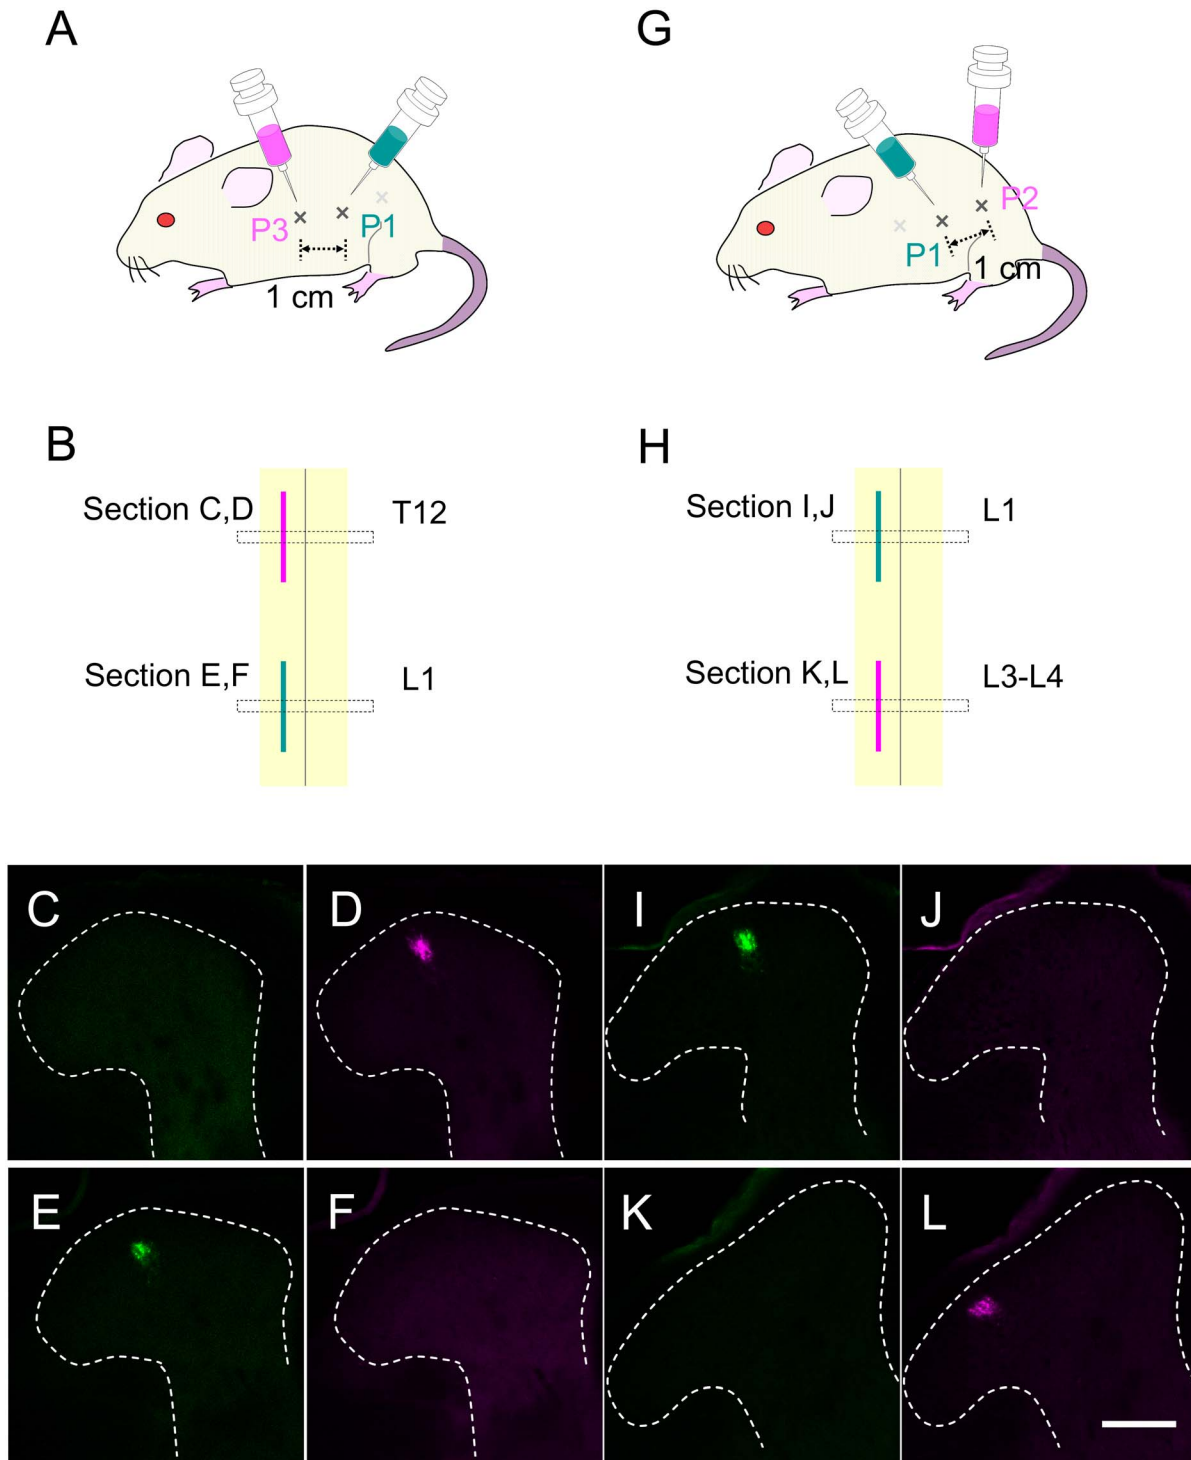 A
G
P3
P1
1 cm
P2
P1
1 cm
B
H
Section C,D
T12
Section I,J
L1
Section E,F
L1
Section K,L
L3-L4
C
D
I
J
E
F
K
L